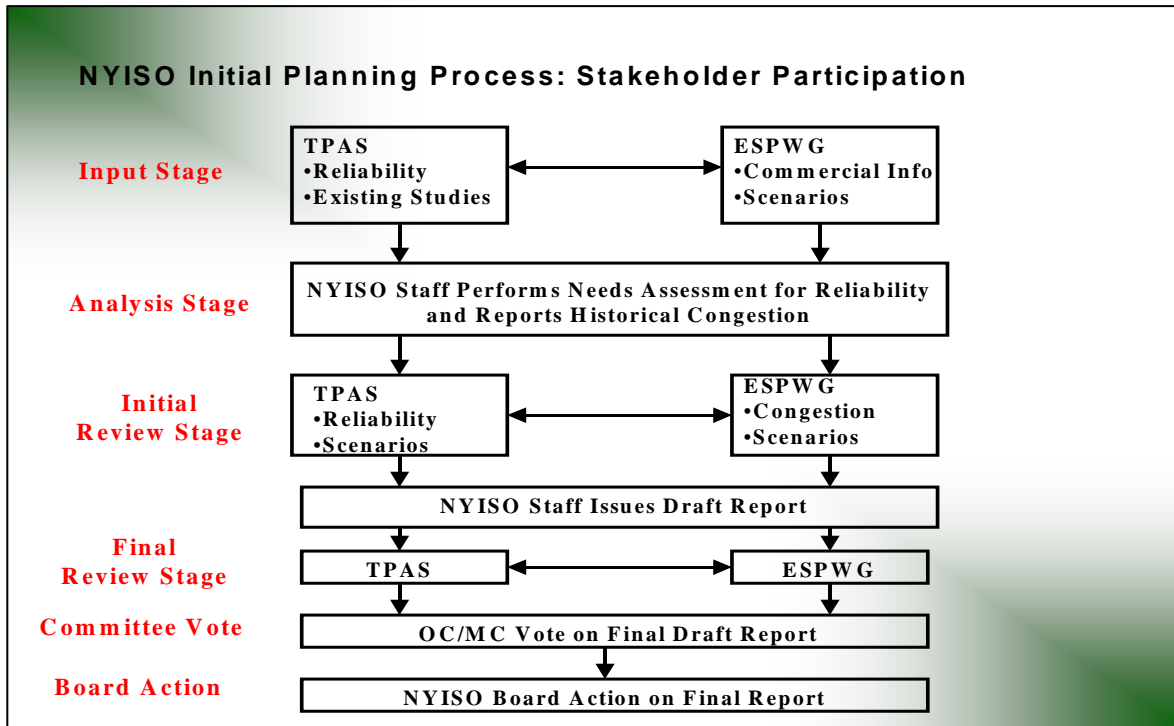 NYISO Initial Planning Process: Stakeholder Participation
Input Stage
TPAS
•Reliability
•Existing Studies
ESPWG
•Commercial Info
•Scenarios
Analysis Stage
NYISO Staff Performs Needs Assessment for Reliability
and Reports Historical Congestion
Initial
Review Stage
TPAS
•Reliability
•Scenarios
ESPWG
•Congestion
•Scenarios
NYISO Staff Issues Draft Report
Final
Review Stage
TPAS
ESPWG
Committee Vote
OC/MC Vote on Final Draft Report
Board Action
NYISO Board Action on Final Report